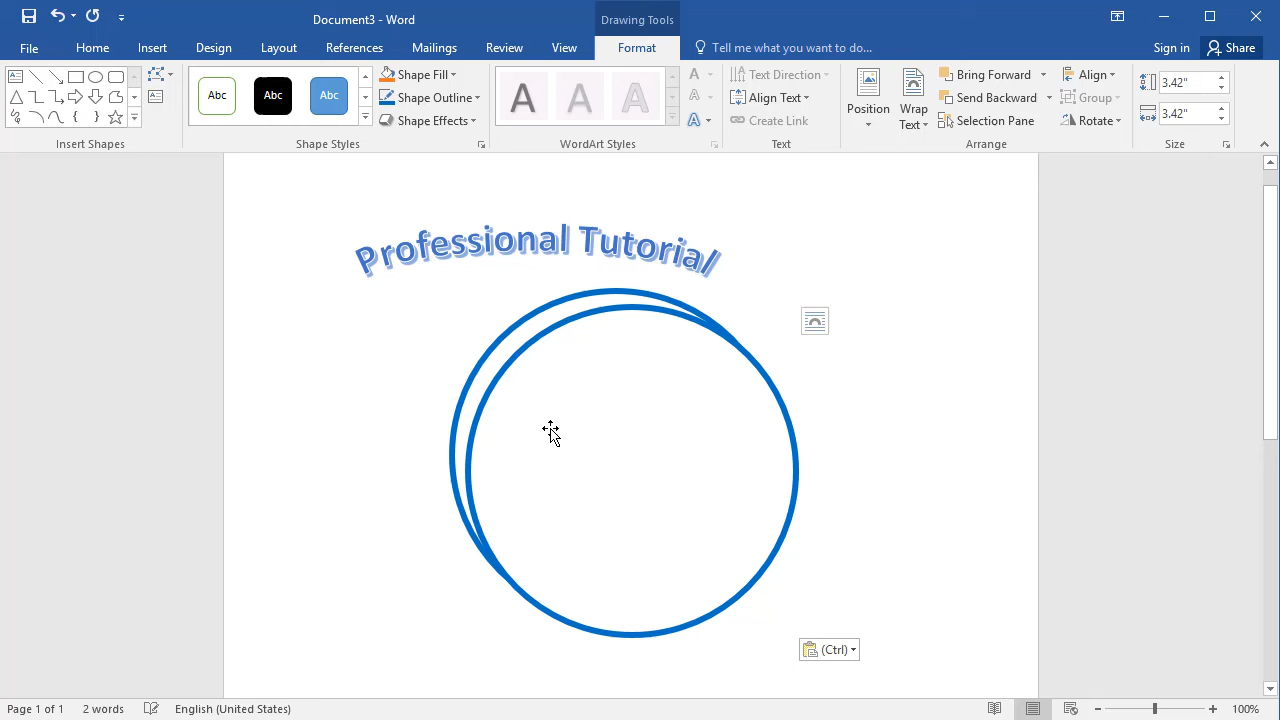 Document3 - Word
Drawing Tools
File Home Insert Design Layout References Mailings Review View Format Tell me what you want to do... Sign in Share
Abc Abc Abc
Shape Fill
Shape Outline
Shape Effects
A A A
A
A
A
Text Direction
Align Text
Create Link
Position
Wrap
Text
Bring Forward
Send Backward
Selection Pane
Align
Group
Rotate
3.42"
3.42"
Insert Shapes Shape Styles WordArt Styles Text Arrange Size
Professional Tutorial
(Ctrl)
Page 1 of 1 2 words English (United States) 100%